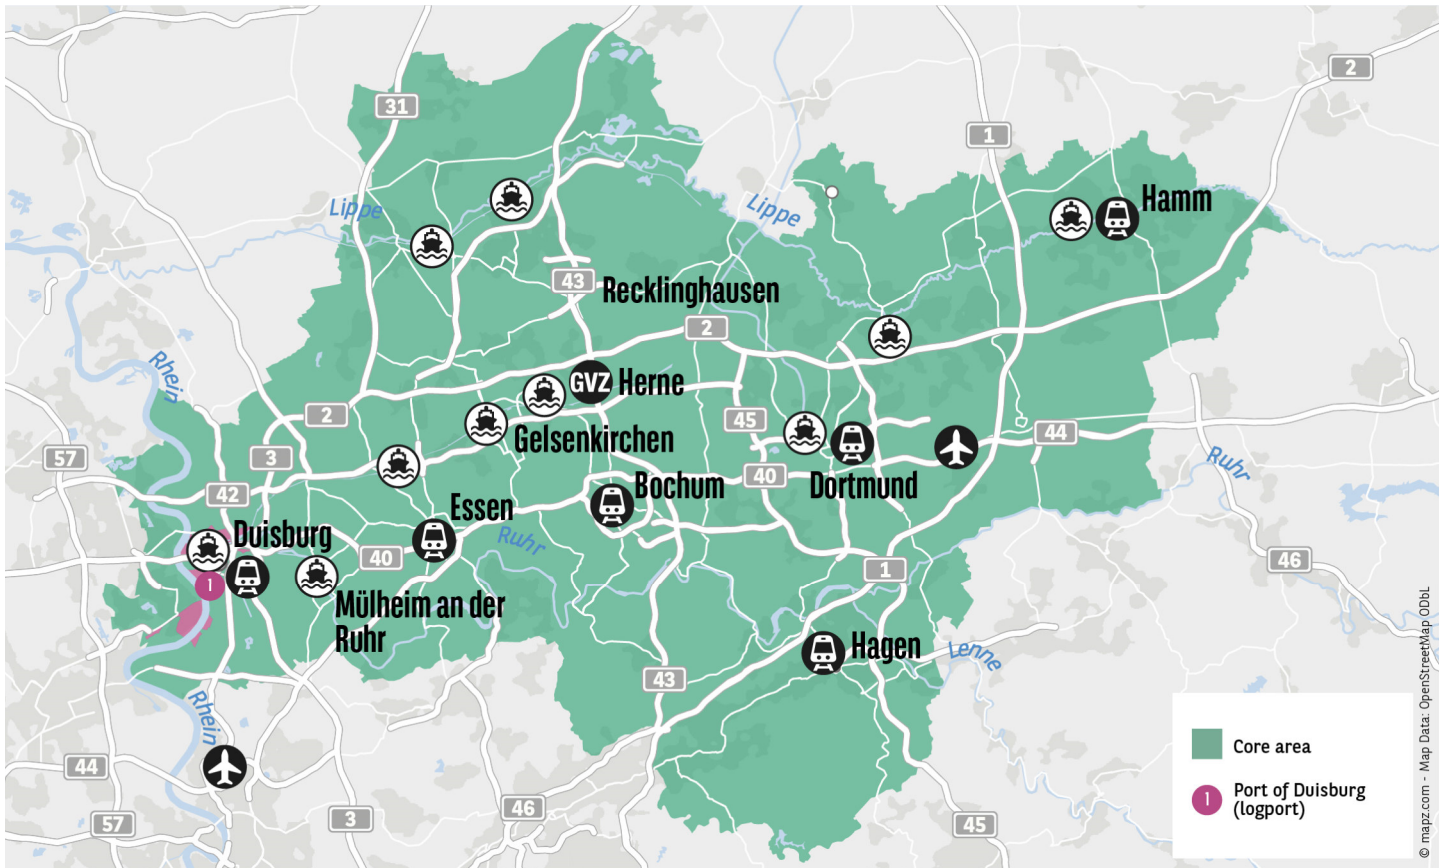 2
31
1
Hamm
Lippe
Lippe
43
Recklinghausen
2
Rhein
GVZ
Herne
2
45
Gelsenkirchen
44
57
3
Ruhr
40
42
Bochum
Dortmund
Essen
Duisburg
Ruhr
40
46
1
1
Mülheim an der
Ruhr
Hagen
Lenne
43
Rhein
44
46
3
57
45
Core area
1
Port of Duisburg
(logport)
© mapz.com - Map Data: OpenStreetMap ODbL